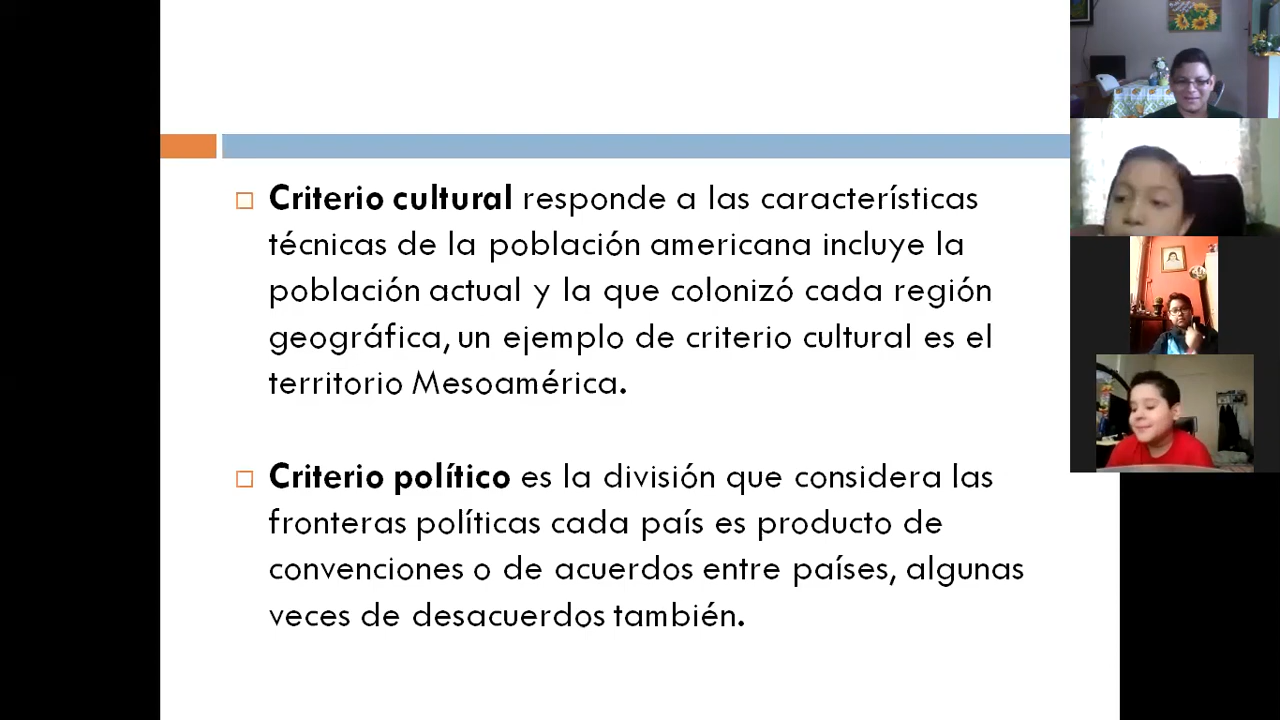 Criterio cultural responde a las características
técnicas de la población americana incluye la
población actual y la que colonizó cada región
geográfica, un ejemplo de criterio cultural es el
territorio Mesoamérica.
Criterio político es la división que considera las
fronteras políticas cada país es producto de
convenciones o de acuerdos entre países, algunas
veces de desacuerdos también.